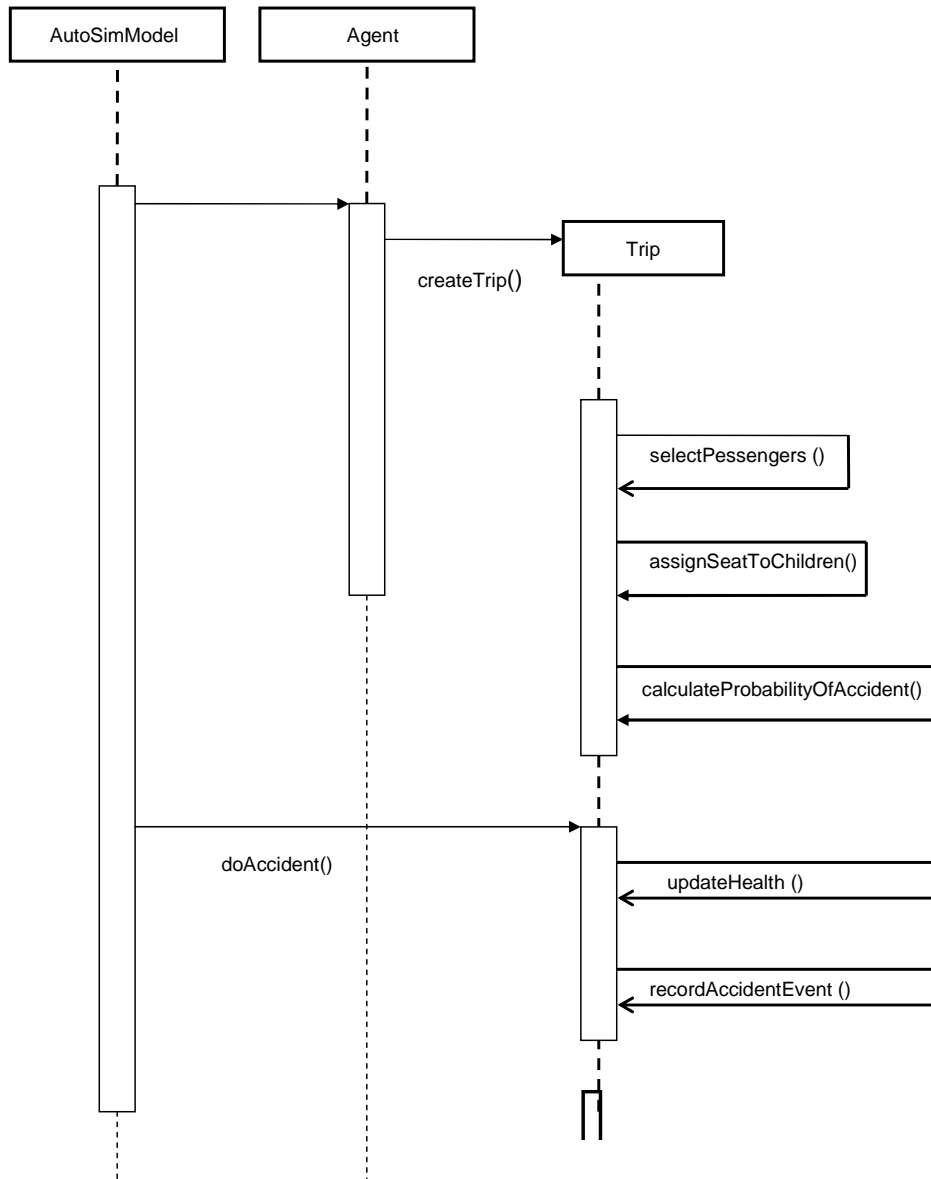 AutoSimModel
Agent
Trip
createTrip()
selectPessengers ()
assignSeatToChildren()
calculateProbabilityOfAccident()
doAccident()
updateHealth ()
recordAccidentEvent ()